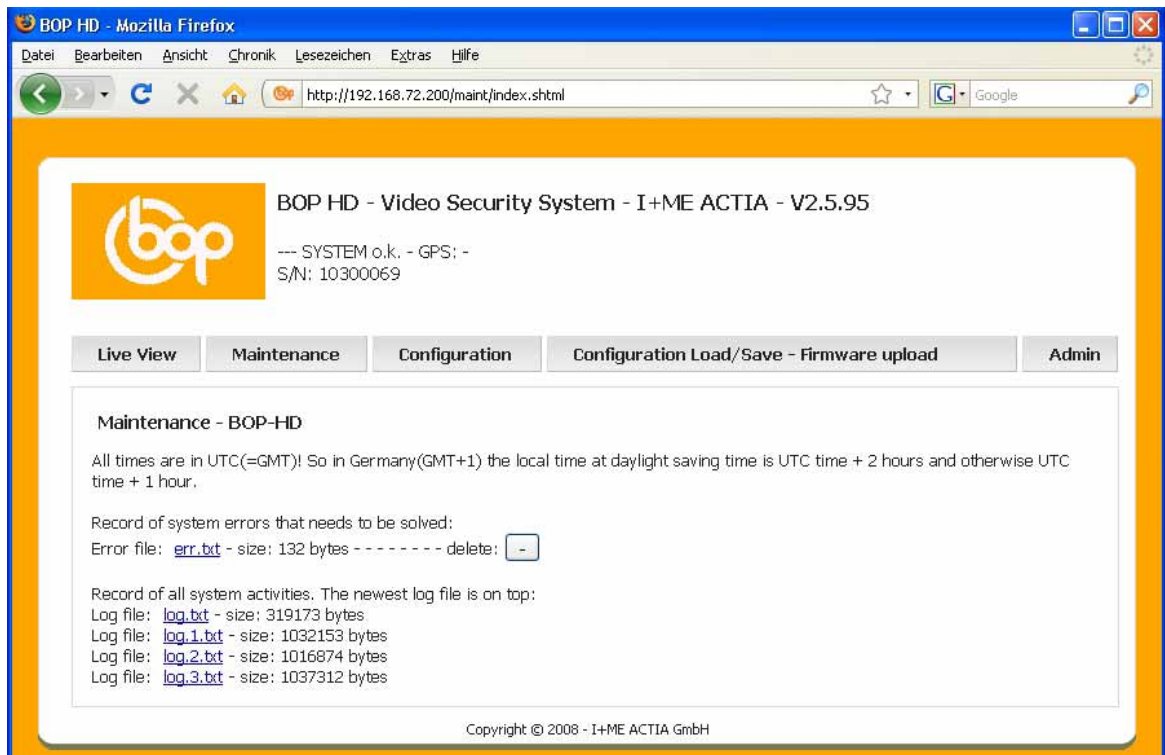 BOP HD - Mozilla Firefox
Datei Bearbeiten Ansicht Chronik Lesezeichen Extras Hilfe
http://192.168.72.200/maint/index.shtml
G Google
bop
BOP HD - Video Security System - I+ME ACTIA - V2.5.95
--- SYSTEM o.k. - GPS: -
S/N: 10300069
Live View Maintenance Configuration Configuration Load/Save - Firmware upload Admin
Maintenance - BOP-HD
All times are in UTC(=GMT)! So in Germany(GMT+1) the local time at daylight saving time is UTC time + 2 hours and otherwise UTC
time + 1 hour.
Record of system errors that needs to be solved:
Error file: err.txt - size: 132 bytes - - - - - - - - delete: -
Record of all system activities. The newest log file is on top:
Log file: log.txt - size: 319173 bytes
Log file: log.1.txt - size: 1032153 bytes
Log file: log.2.txt - size: 1016874 bytes
Log file: log.3.txt - size: 1037312 bytes
Copyright © 2008 - I+ME ACTIA GmbH